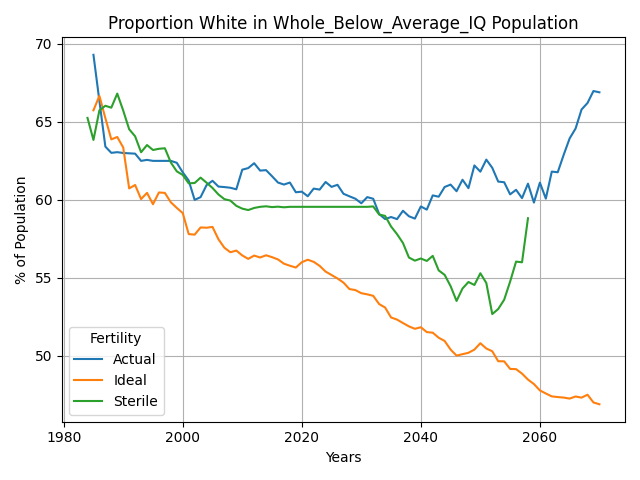 Proportion White in Whole_Below_Average_IQ Population
% of Population
70
65
60
55
50
Fertility
Actual
Ideal
Sterile
1980
2000
2020
2040
2060
Years